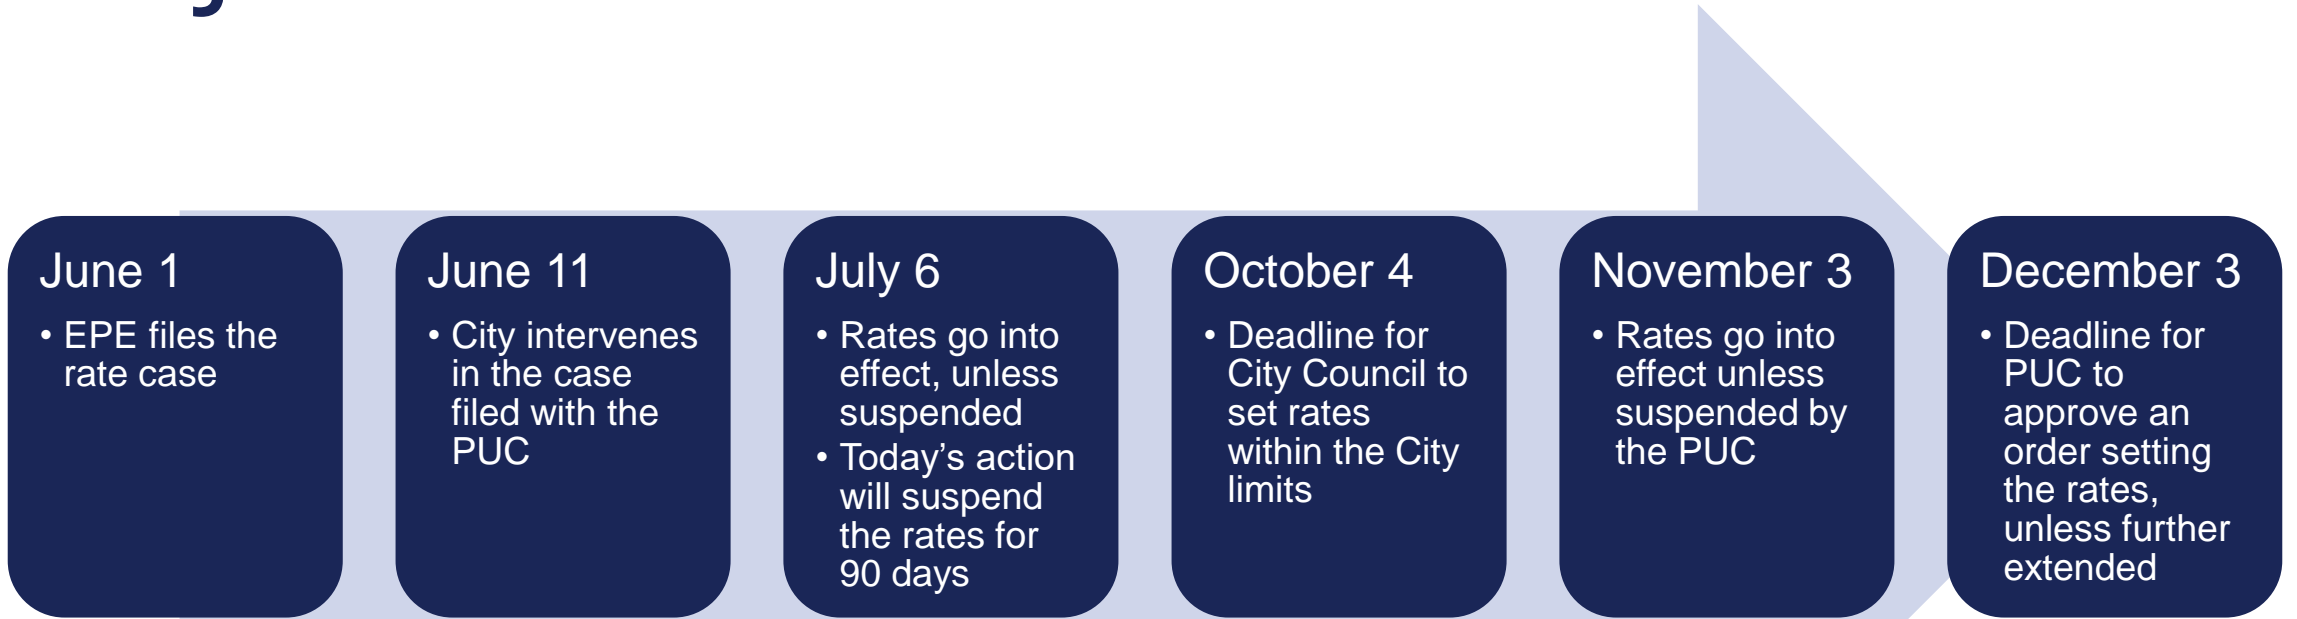 June 1
• EPE files the
rate case
June 11
• City intervenes
in the case
filed with the
PUC
July 6
• Rates go into
effect, unless
suspended
• Today’s action
will suspend
the rates for
90 days
October 4
• Deadline for
City Council to
set rates
within the City
limits
November 3
• Rates go into
effect unless
suspended by
the PUC
December 3
• Deadline for
PUC to
approve an
order setting
the rates,
unless further
extended